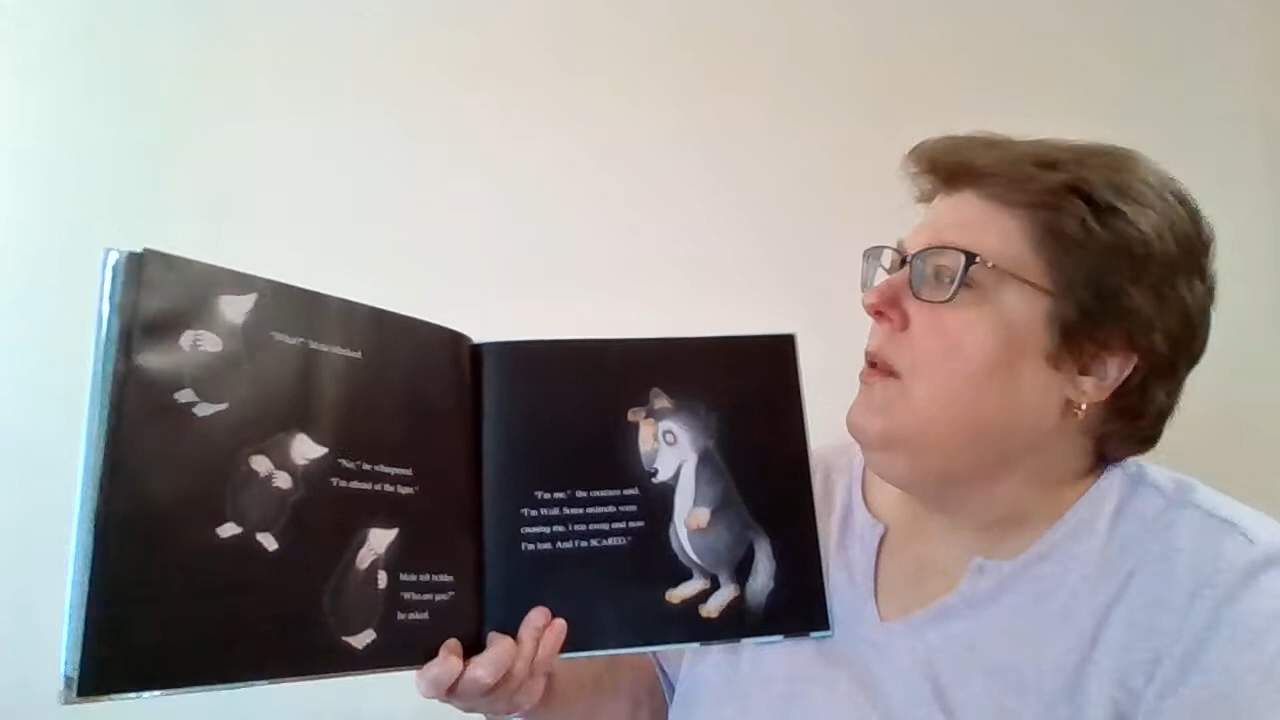 "What?" Mole
"No," he whispered.
"I'm afraid of the light."
Mole felt bolder.
"Who are you?"
he asked.
"I'm me," the creature said.
"I'm Wolf. Some animals were
chasing me. I ran away and now
I'm lost. And I'm SCARED."